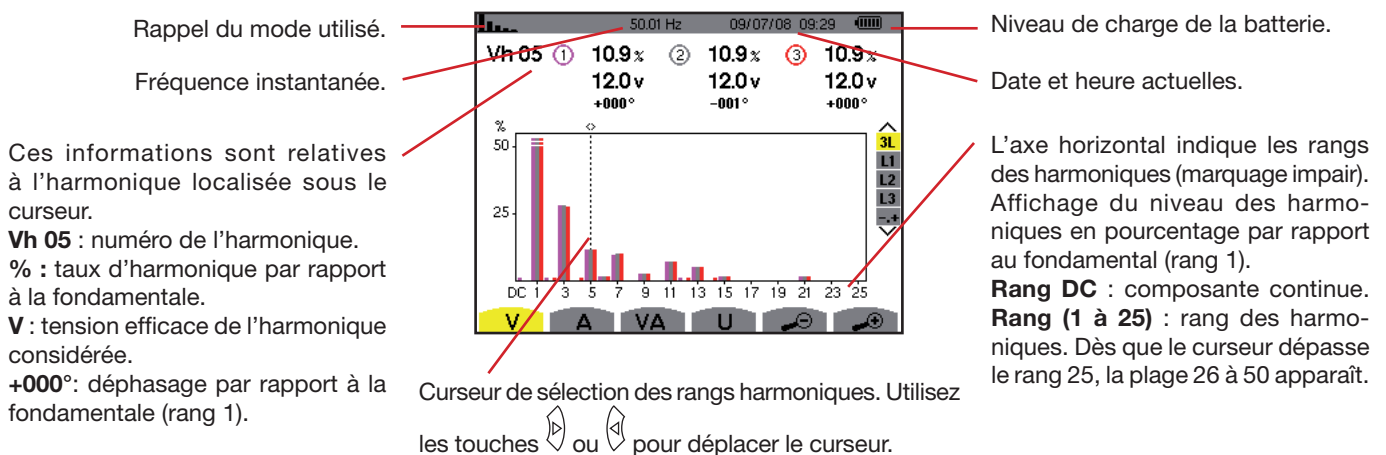 Rappel du mode utilisé.
Fréquence instantanée.
Ces informations sont relatives
à l'harmonique localisée sous le
curseur.
Vh 05 : numéro de l'harmonique.
% : taux d'harmonique par rapport
à la fondamentale.
V : tension efficace de l'harmonique
considérée.
+000°: déphasage par rapport à la
fondamentale (rang 1).
50.01 Hz 09/07/08 09:29
Vh 05 1 10.9 % 2 10.9 % 3 10.9 %
12.0 v 12.0 v 12.0 v
+000° -001° +000°
%
50
25
DC 1 3 5 7 9 11 13 15 17 19 21 23 25
3L
L1
L2
L3
-.+
V A VA U
Curseur de sélection des rangs harmoniques. Utilisez
les touches ou pour déplacer le curseur.
Niveau de charge de la batterie.
Date et heure actuelles.
L'axe horizontal indique les rangs
des harmoniques (marquage impair).
Affichage du niveau des harmo-
niques en pourcentage par rapport
au fondamental (rang 1).
Rang DC : composante continue.
Rang (1 à 25) : rang des harmo-
niques. Dès que le curseur dépasse
le rang 25, la plage 26 à 50 apparaît.